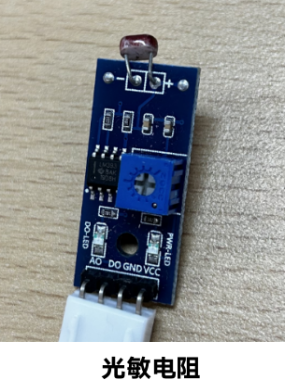 - +
DO-LED
PWR-LED
AO DO GND VCC
光敏电阻